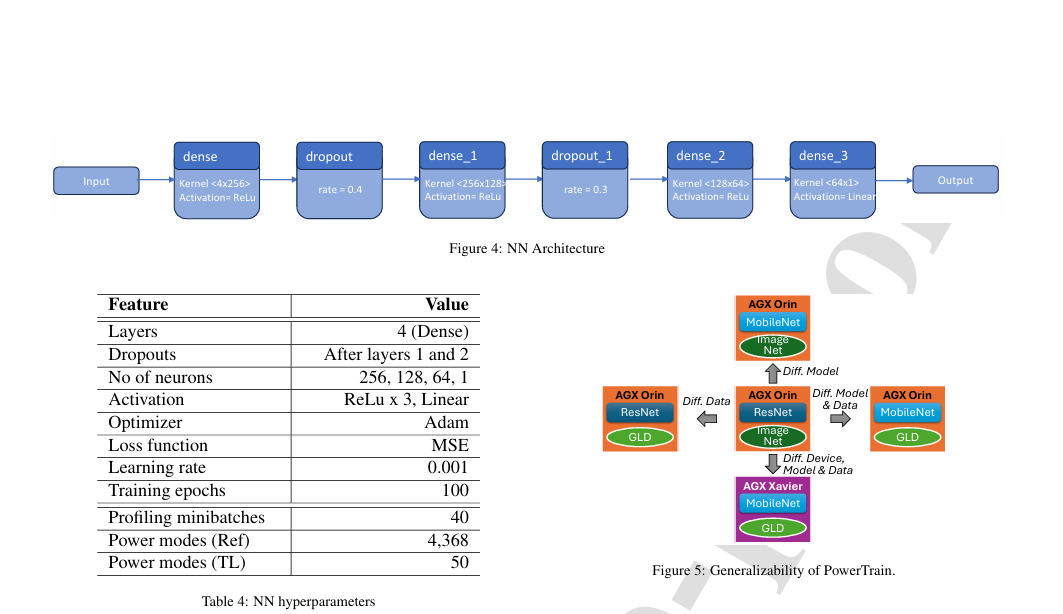 Input
dense
Kernel <4x256>
Activation= ReLu
dropout
rate = 0.4
dense_1
Kernel <256x128>
Activation= ReLu
dropout_1
rate = 0.3
dense_2
Kernel <128x64>
Activation= ReLu
dense_3
Kernel <64x1>
Activation= Linear
Output
Figure 4: NN Architecture
Feature Value
Layers 4 (Dense)
Dropouts After layers 1 and 2
No of neurons 256, 128, 64, 1
Activation ReLu x 3, Linear
Optimizer Adam
Loss function MSE
Learning rate 0.001
Training epochs 100
Profiling minibatches 40
Power modes (Ref) 4,368
Power modes (TL) 50
Table 4: NN hyperparameters
AGX Orin
MobileNet
Image
Net
Diff. Model
AGX Orin
ResNet
GLD
Diff. Data
AGX Orin
ResNet
Image
Net
Diff. Model
& Data
AGX Orin
MobileNet
GLD
Diff. Device,
Model & Data
AGX Xavier
MobileNet
GLD
Figure 5: Generalizability of PowerTrain.